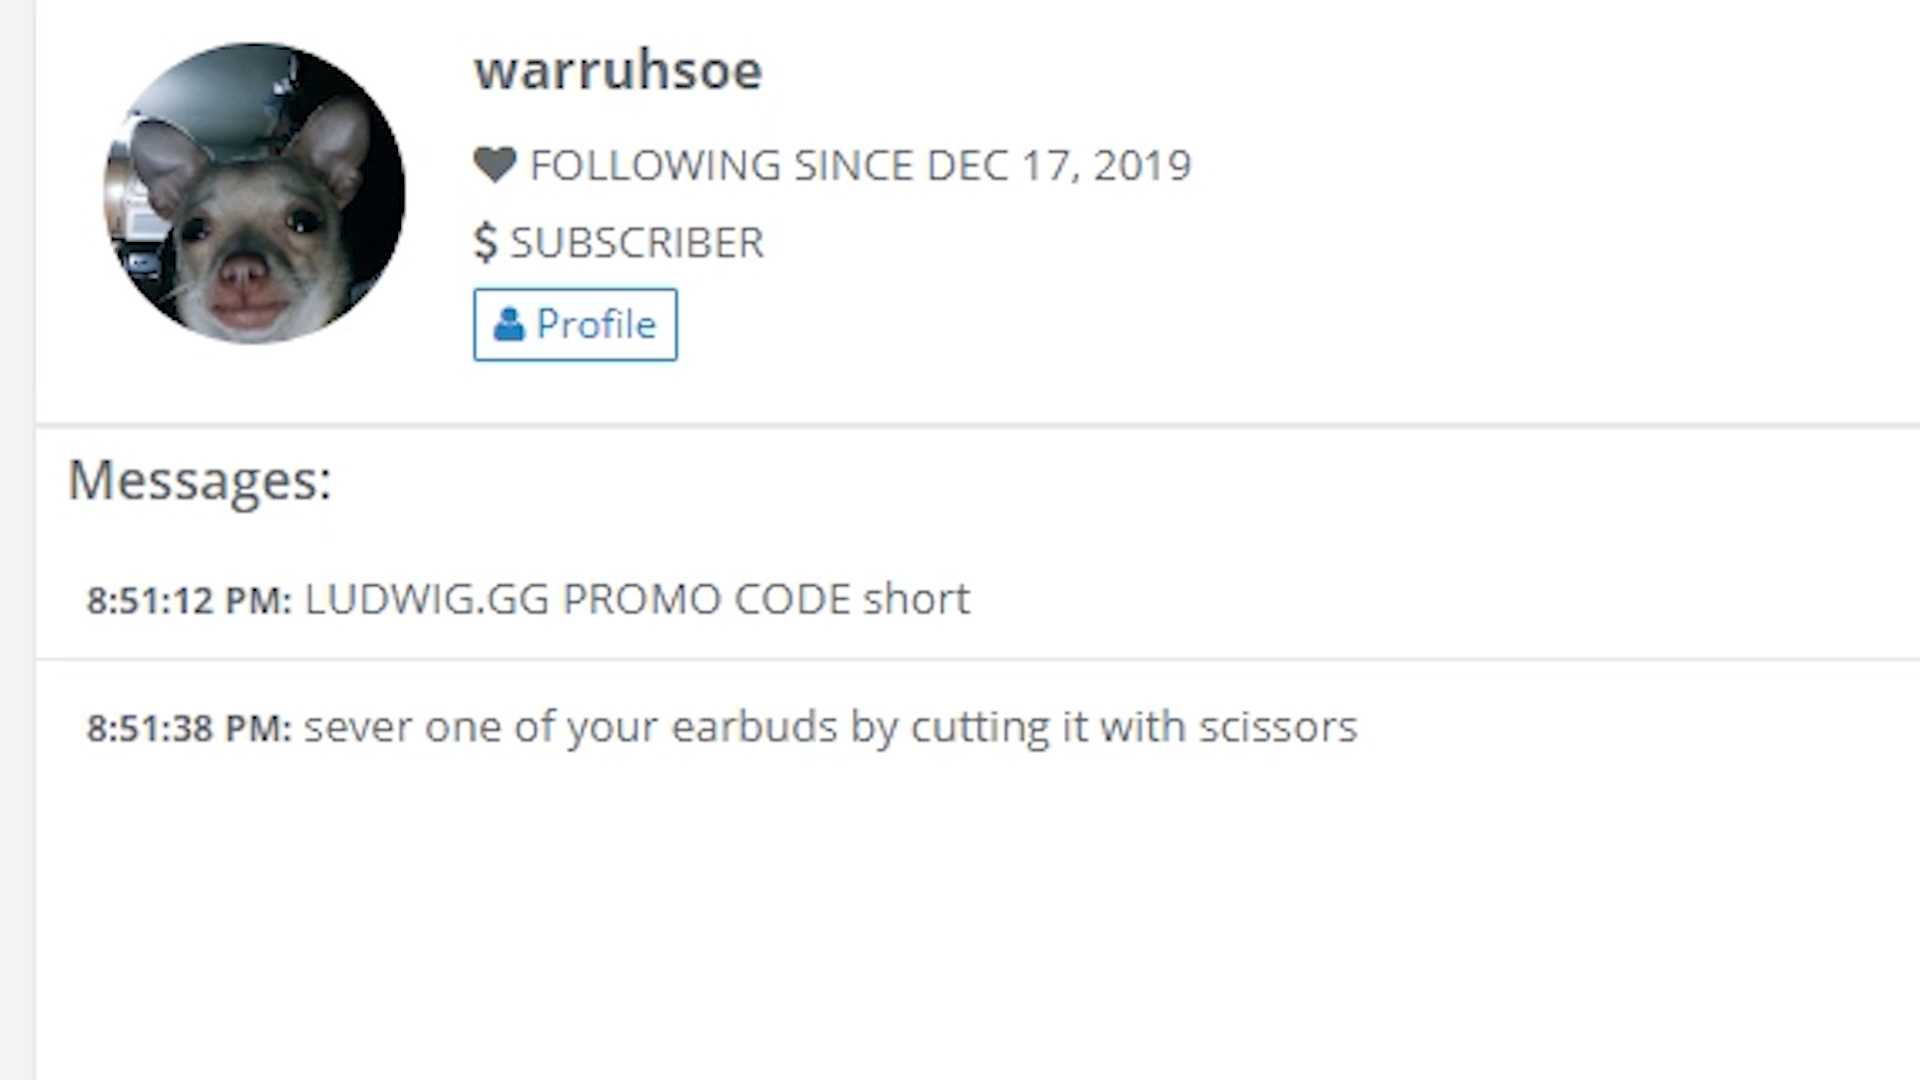 warruhsoe
FOLLOWING SINCE DEC 17, 2019
$ SUBSCRIBER
Profile
Messages:
8:51:12 PM: LUDWIG.GG PROMO CODE short
8:51:38 PM: sever one of your earbuds by cutting it with scissors